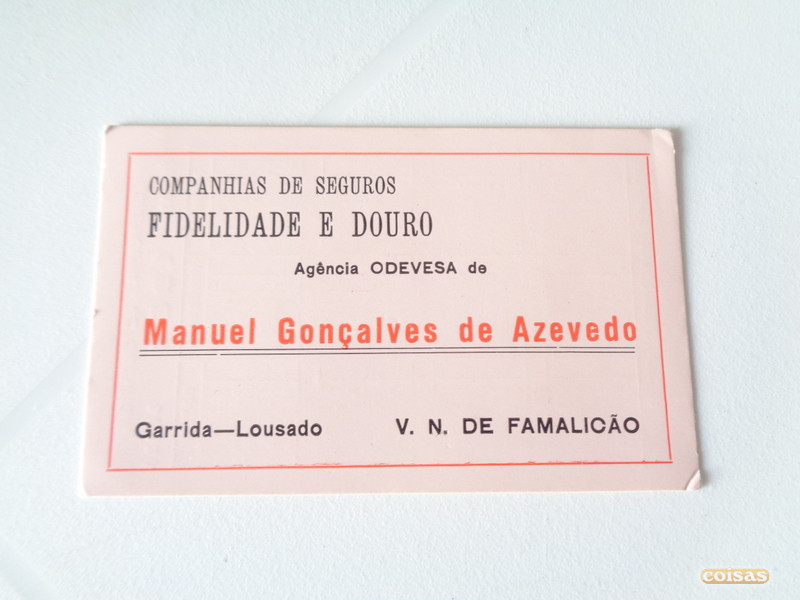 COMPANHIAS DE SEGUROS
FIDELIDADE E DOURO
Agência ODEVESA de
Manuel Gonçalves de Azevedo
Garrida—Lousado V. N. DE FAMALICÃO
coisas